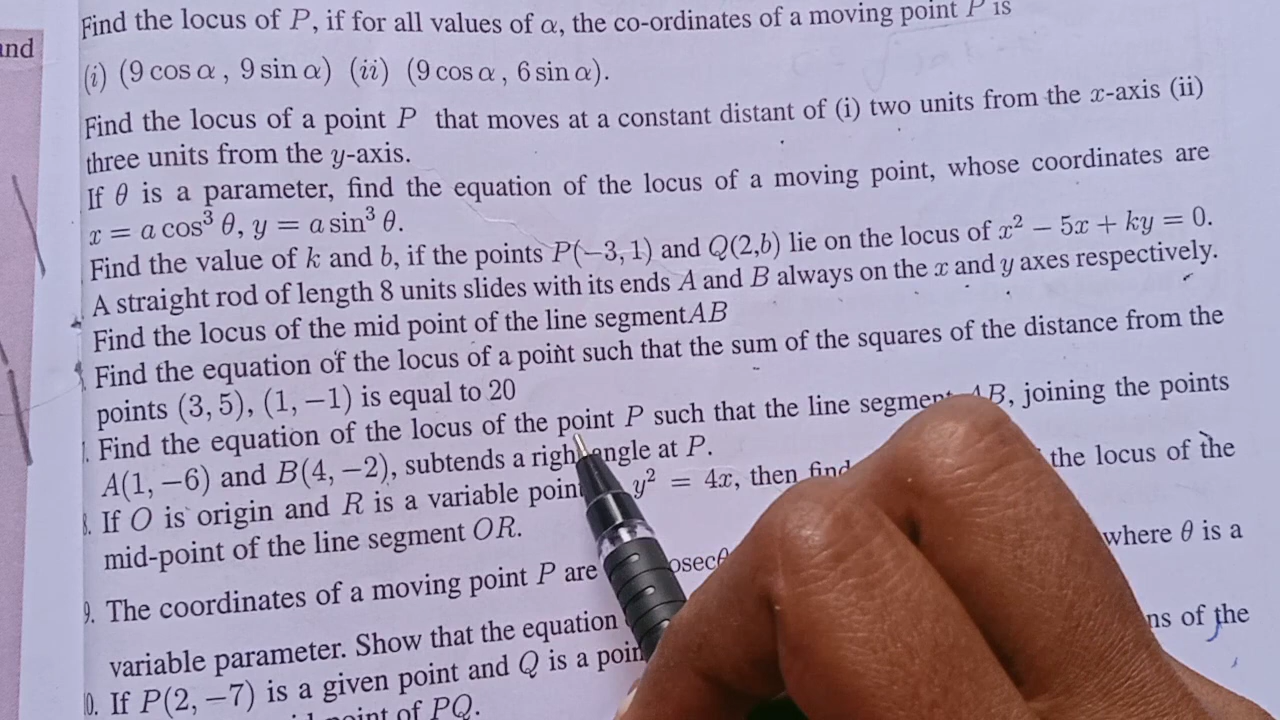 and
Find the locus of P, if for all values of α, the co-ordinates of a moving point P is
(i) (9 cos α , 9 sin α) (ii) (9 cos α , 6 sin α).
Find the locus of a point P that moves at a constant distant of (i) two units from the x-axis (ii)
three units from the y-axis.
If θ is a parameter, find the equation of the locus of a moving point, whose coordinates are
x = a cos³ θ, y = a sin³ θ.
Find the value of k and b, if the points P(−3, 1) and Q(2,b) lie on the locus of x² − 5x + ky = 0.
A straight rod of length 8 units slides with its ends A and B always on the x and y axes respectively.
Find the locus of the mid point of the line segment AB
Find the equation of the locus of a point such that the sum of the squares of the distance from the
points (3, 5), (1, −1) is equal to 20
Find the equation of the locus of the point P such that the line segment AB, joining the points
A(1, −6) and B(4, −2), subtends a right angle at P.
8. If O is origin and R is a variable point y² = 4x, then find the locus of the
mid-point of the line segment OR.
9. The coordinates of a moving point P are where θ is a
variable parameter. Show that the equation
10. If P(2, −7) is a given point and Q is a of the
point of PQ.